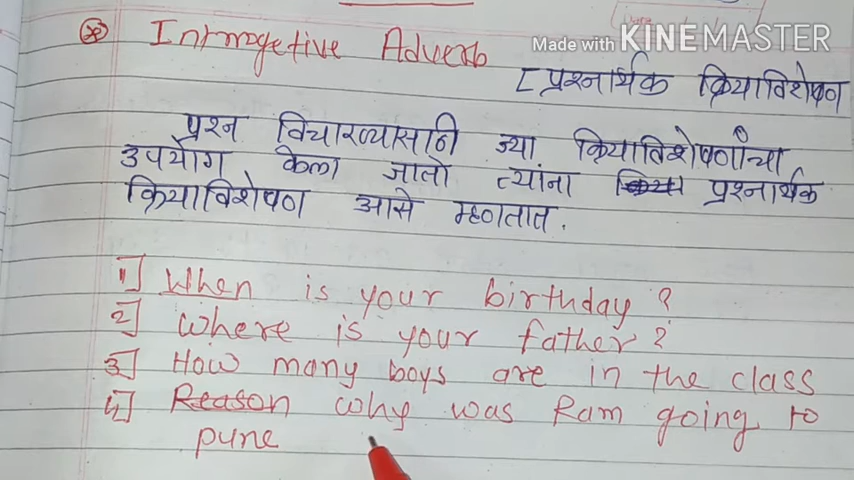 Made with KINEMASTER
Introgetive Adverb
[प्रश्नार्थक क्रियाविशेषण
प्रश्न विचारण्यासाठी ज्या क्रियाविशेषणांचा
उपयोग केला जातो त्यांना प्रश्नार्थक
क्रियाविशेषण आसे म्हणतात.
1] When is your birthday?
2] where is your father?
3] How many boys are in the class
4] Reason why was Ram going to
pune